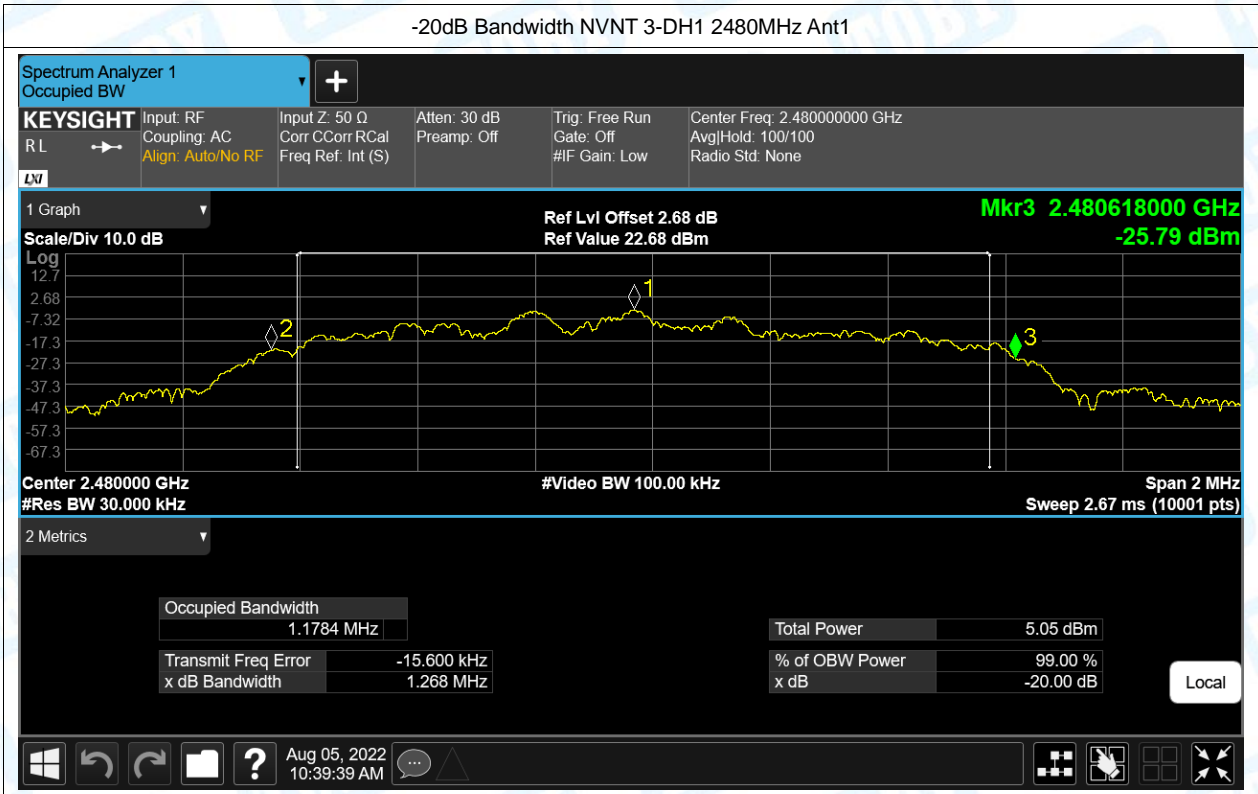 -20dB Bandwidth NVNT 3-DH1 2480MHz Ant1
Spectrum Analyzer 1
Occupied BW
KEYSIGHT
R L
LXI
Input: RF
Coupling: AC
Align: Auto/No RF
Input Z: 50 Ω
Corr CCorr RCal
Freq Ref: Int (S)
Atten: 30 dB
Preamp: Off
Trig: Free Run
Gate: Off
#IF Gain: Low
Center Freq: 2.480000000 GHz
Avg|Hold: 100/100
Radio Std: None
1 Graph
Scale/Div 10.0 dB
Ref Lvl Offset 2.68 dB
Ref Value 22.68 dBm
Mkr3 2.480618000 GHz
-25.79 dBm
Log
12.7
2.68
-7.32
-17.3
-27.3
-37.3
-47.3
-57.3
-67.3
1
2
3
Center 2.480000 GHz
#Res BW 30.000 kHz
#Video BW 100.00 kHz
Span 2 MHz
Sweep 2.67 ms (10001 pts)
2 Metrics
Occupied Bandwidth
1.1784 MHz
Transmit Freq Error -15.600 kHz
x dB Bandwidth 1.268 MHz
Total Power 5.05 dBm
% of OBW Power 99.00 %
x dB -20.00 dB
Local
?
Aug 05, 2022
10:39:39 AM